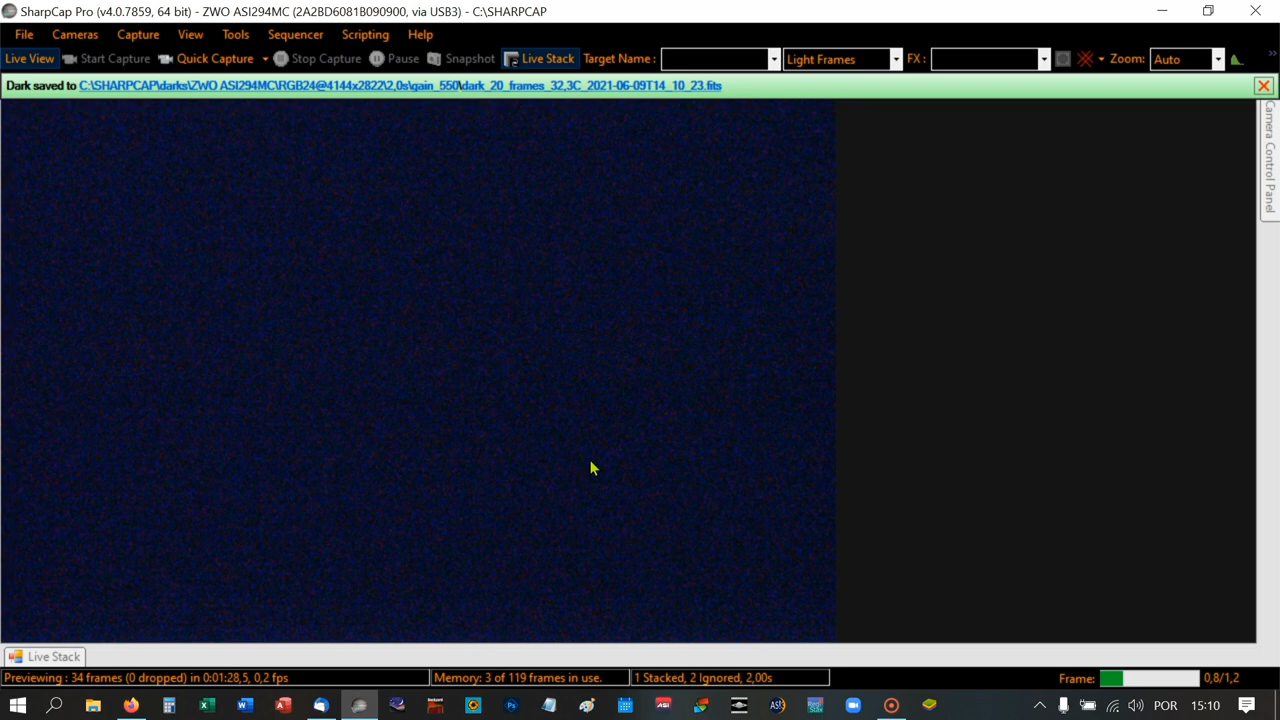 SharpCap Pro (v4.0.7859, 64 bit) - ZWO ASI294MC (2A2BD6081B090900, via USB3) - C:\SHARPCAP
File Cameras Capture View Tools Sequencer Scripting Help
Live View Start Capture Quick Capture Stop Capture Pause Snapshot Live Stack Target Name : Light Frames FX : Zoom: Auto
Dark saved to C:\SHARPCAP\darks\ZWO ASI294MC\RGB24@4144x2822\2,0s\gain_550\dark_20_frames_32,3C_2021-06-09T14_10_23.fits
Camera Control Panel
Live Stack
Previewing : 34 frames (0 dropped) in 0:01:28,5, 0,2 fps Memory: 3 of 119 frames in use. 1 Stacked, 2 Ignored, 2,00s Frame: 0,8/1,2
POR 15:10